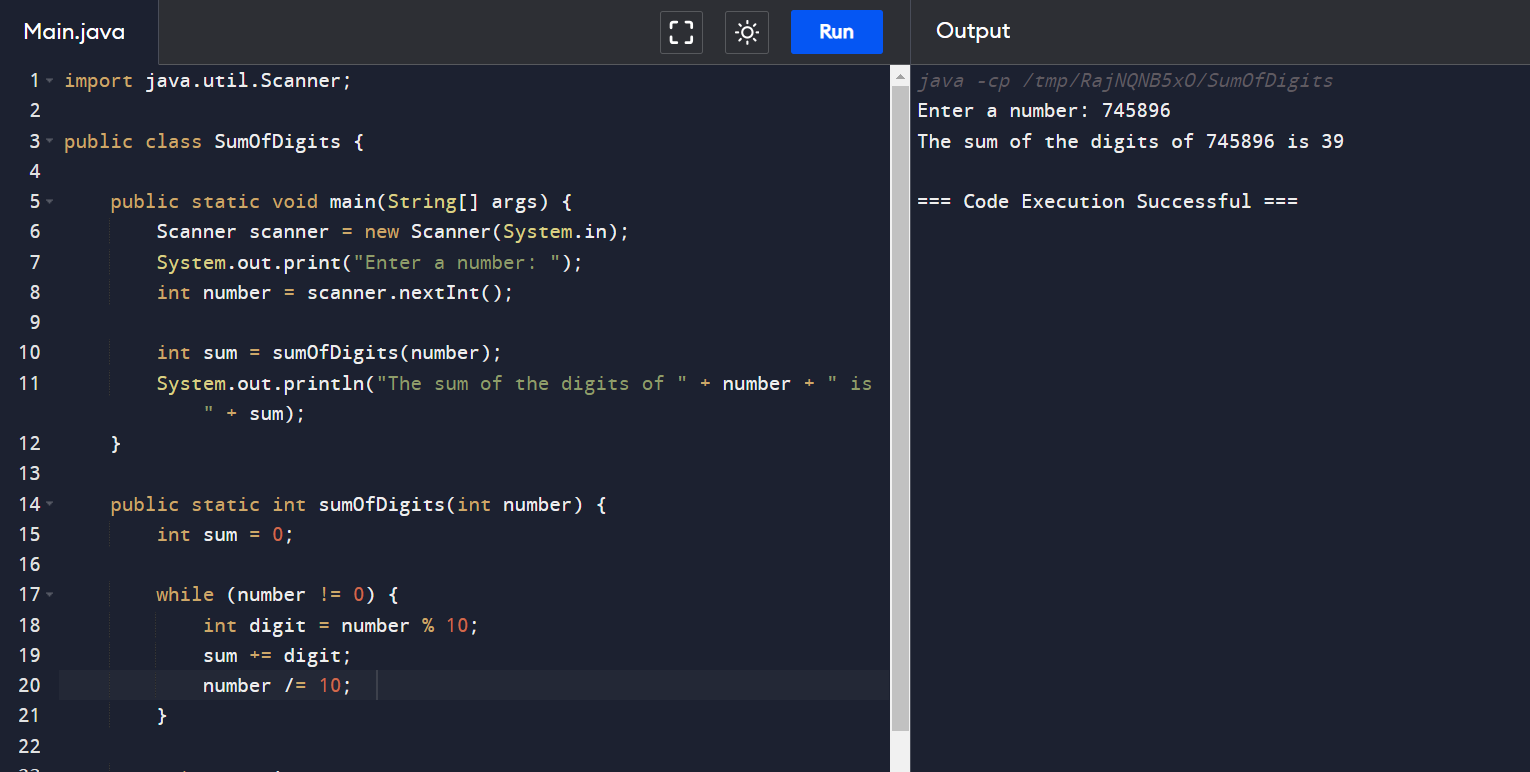 Main.java
Run
Output
1 import java.util.Scanner;
2
3 public class SumOfDigits {
4
5 public static void main(String[] args) {
6 Scanner scanner = new Scanner(System.in);
7 System.out.print("Enter a number: ");
8 int number = scanner.nextInt();
9
10 int sum = sumOfDigits(number);
11 System.out.println("The sum of the digits of " + number + " is
" + sum);
12 }
13
14 public static int sumOfDigits(int number) {
15 int sum = 0;
16
17 while (number != 0) {
18 int digit = number % 10;
19 sum += digit;
20 number /= 10;
21 }
22
java -cp /tmp/RajNQNB5xO/SumOfDigits
Enter a number: 745896
The sum of the digits of 745896 is 39
=== Code Execution Successful ===